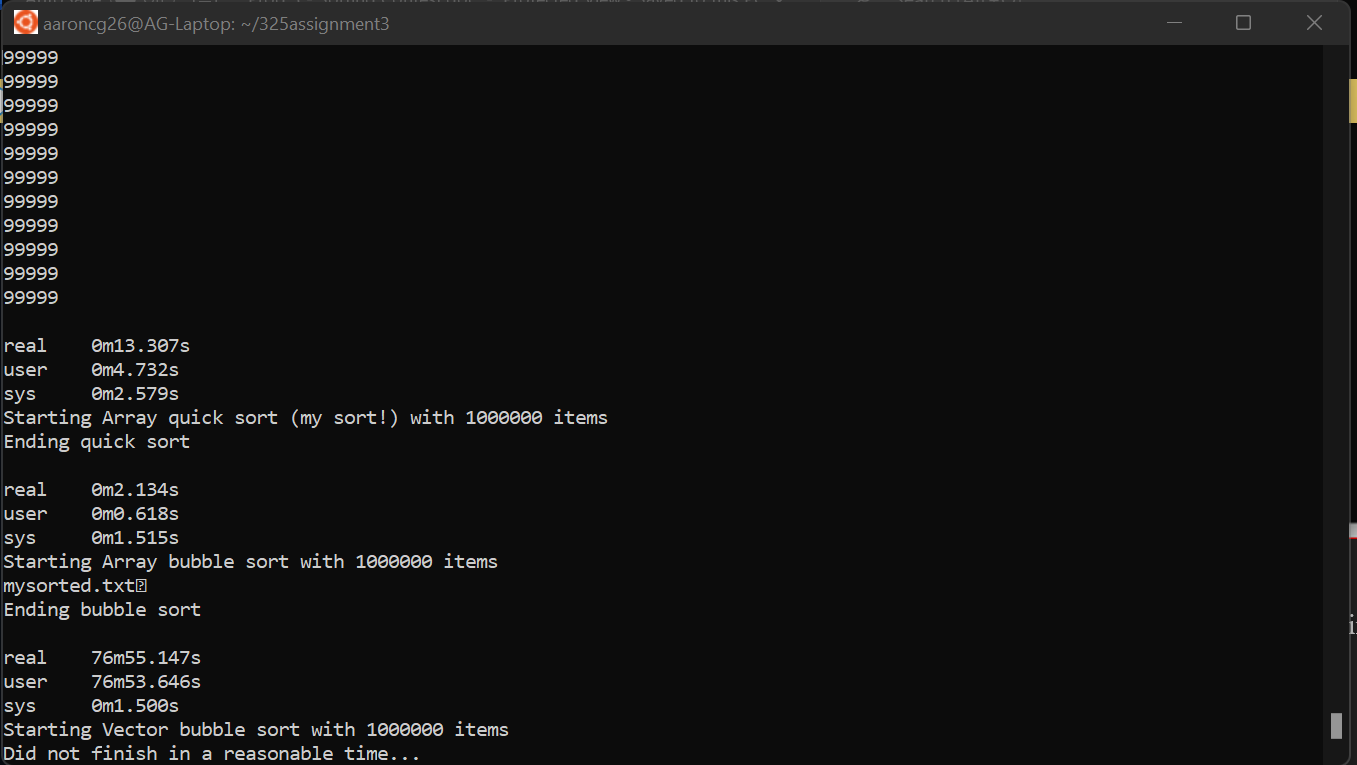 aaroncg26@AG-Laptop: ~/325assignment3
99999
99999
99999
99999
99999
99999
99999
99999
99999
99999
99999
real 0m13.307s
user 0m4.732s
sys 0m2.579s
Starting Array quick sort (my sort!) with 1000000 items
Ending quick sort
real 0m2.134s
user 0m0.618s
sys 0m1.515s
Starting Array bubble sort with 1000000 items
mysorted.txt
Ending bubble sort
real 76m55.147s
user 76m53.646s
sys 0m1.500s
Starting Vector bubble sort with 1000000 items
Did not finish in a reasonable time...